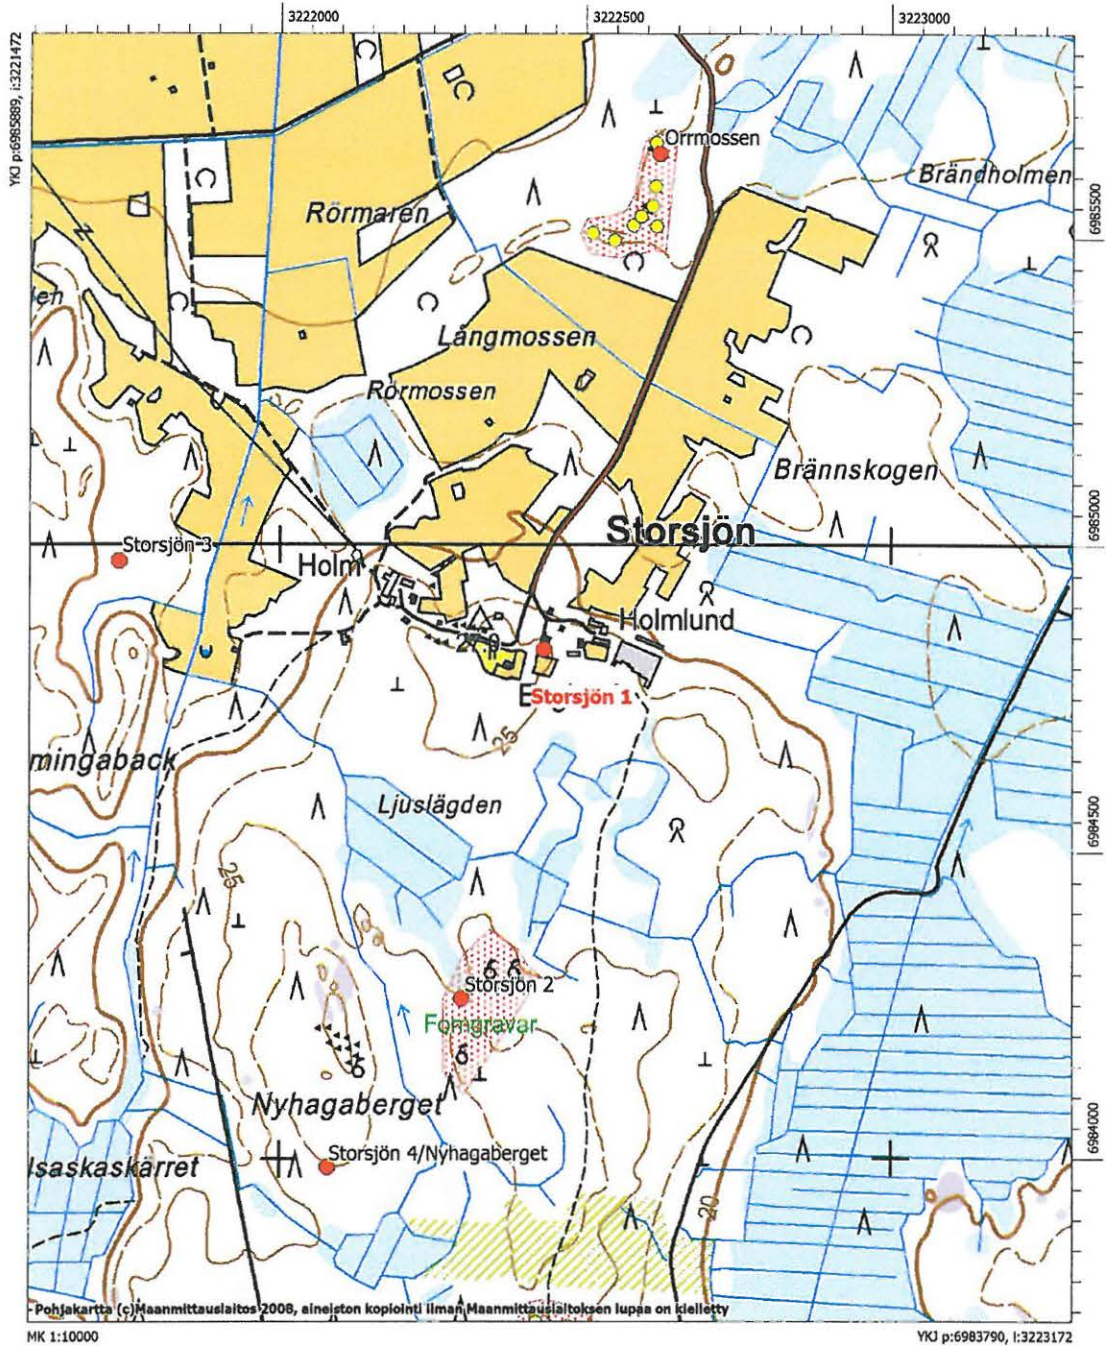 3222000
3222500
3223000
YKJ p:6985889, i:3221472
Orrmossen
Brändholmen
Rörmaren
6985500
len
Långmossen
Rörmossen
Brännskogen
Storsjön
6985000
Storsjön 3
Holm
Holmlund
Storsjön 1
25
mingaback
Ljuslägden
6984500
25
Storsjön 2
Forngravar
Nyhagaberget
6984000
Isaskaskärret
Storsjön 4/Nyhagaberget
20
Pohjakartta (c)Maanmittauslaitos 2008, aineiston kopiointi ilman Maanmittauslaitoksen lupaa on kielletty
MK 1:10000
YKJ p:6983790, i:3223172